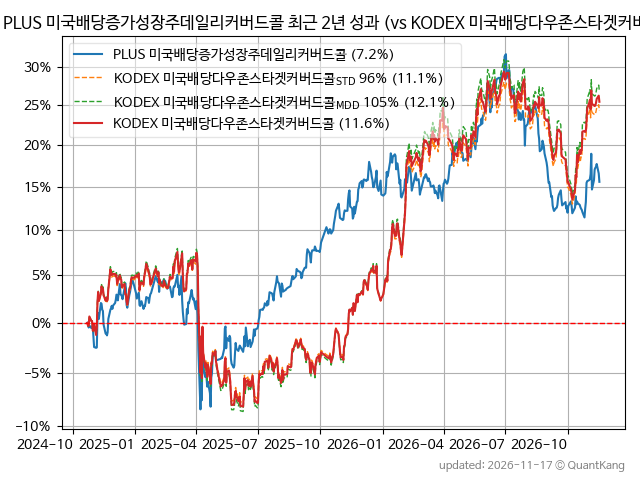 PLUS 미국배당증가성장주데일리커버드콜 최근 2년 성과 (vs KODEX 미국배당다우존스타겟커버
PLUS 미국배당증가성장주데일리커버드콜 (7.2%)
KODEX 미국배당다우존스타겟커버드콜STD 96% (11.1%)
KODEX 미국배당다우존스타겟커버드콜MDD 105% (12.1%)
KODEX 미국배당다우존스타겟커버드콜 (11.6%)
30%
25%
20%
15%
10%
5%
0%
−5%
−10%
2024-10 2025-01 2025-04 2025-07 2025-10 2026-01 2026-04 2026-07 2026-10
updated: 2026-11-17 © QuantKang